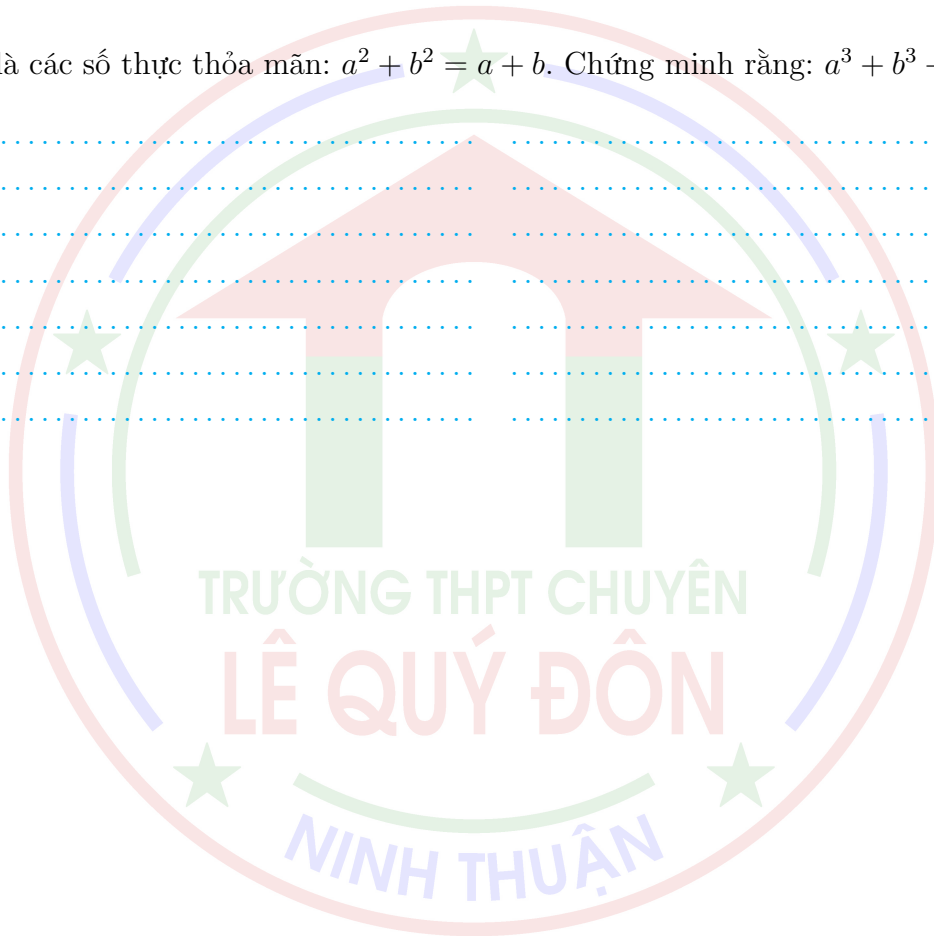 là các số thực thỏa mãn: a² + b² = a + b. Chứng minh rằng: a³ + b³
TRƯỜNG THPT CHUYÊN
LÊ QUÝ ĐÔN
NINH THUẬN